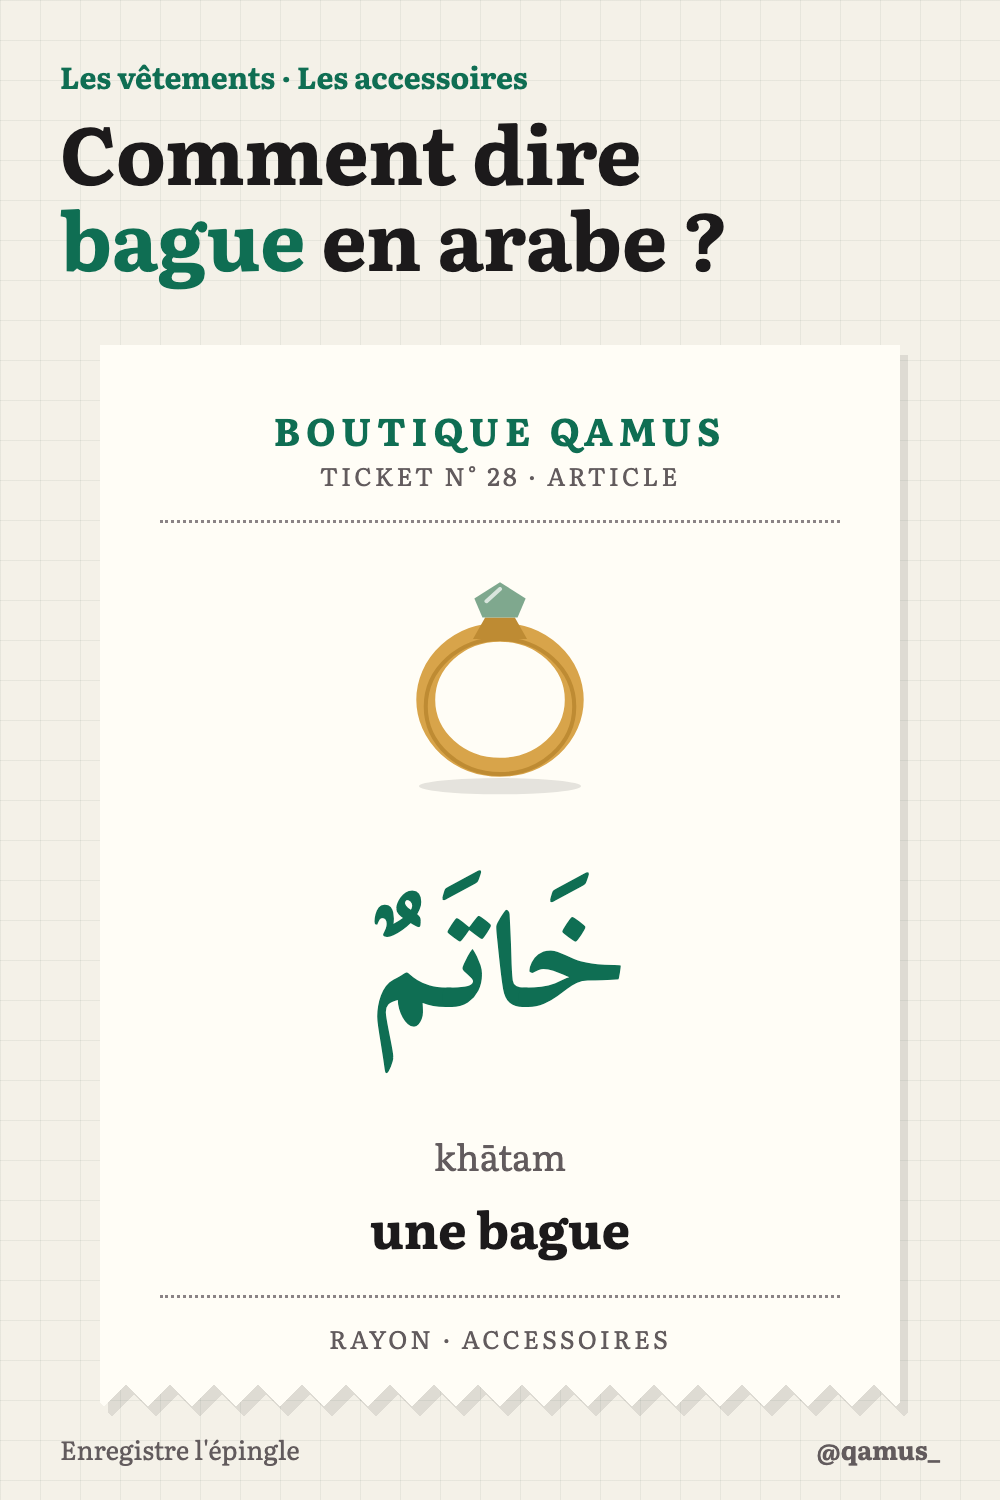 Les vêtements · Les accessoires
Comment dire
bague en arabe ?
BOUTIQUE QAMUS
TICKET N° 28 · ARTICLE
خَاتَمٌ
khātam
une bague
RAYON · ACCESSOIRES
Enregistre l'épingle
@qamus_